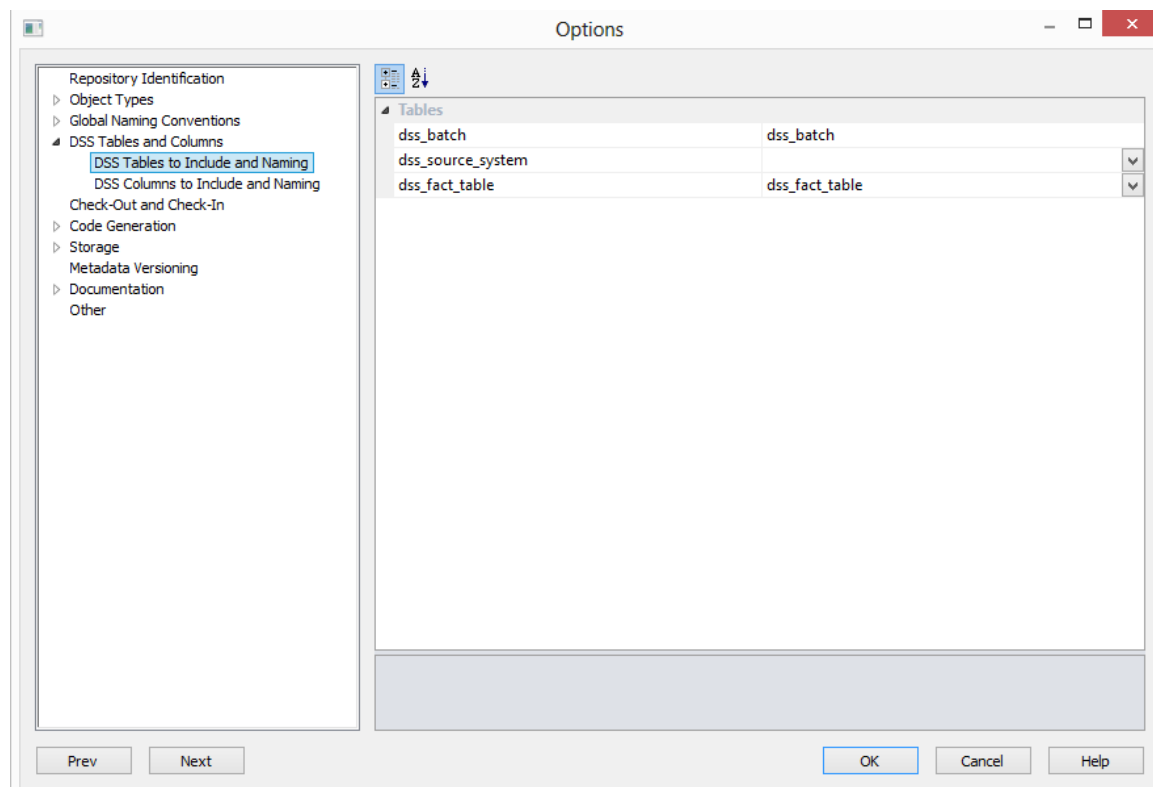 Options
Repository Identification
Object Types
Global Naming Conventions
DSS Tables and Columns
DSS Tables to Include and Naming
DSS Columns to Include and Naming
Check-Out and Check-In
Code Generation
Storage
Metadata Versioning
Documentation
Other
Tables
dss_batch dss_batch
dss_source_system
dss_fact_table dss_fact_table
Prev Next OK Cancel Help